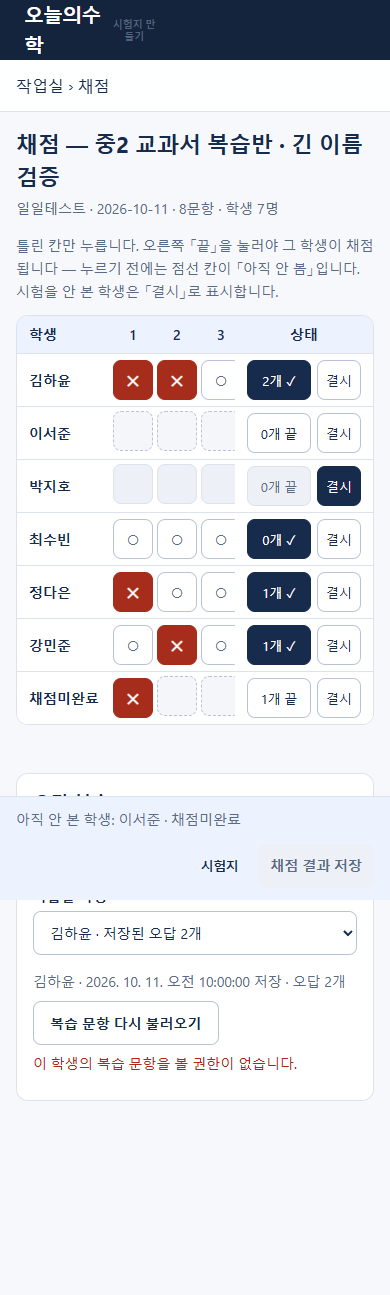 오늘의수
학
시험지 만
들기
작업실 › 채점
채점 — 중2 교과서 복습반 · 긴 이름
검증
일일테스트 · 2026-10-11 · 8문항 · 학생 7명
틀린 칸만 누릅니다. 오른쪽 「끝」을 눌러야 그 학생이 채점
됩니다 — 누르기 전에는 점선 칸이 「아직 안 봄」입니다.
시험을 안 본 학생은 「결시」로 표시합니다.
학생 1 2 3 상태
김하윤 ✕ ✕ ○ 2개 ✓ 결시
이서준 0개 끝 결시
박지호 0개 끝 결시
최수빈 ○ ○ ○ 0개 ✓ 결시
정다은 ✕ ○ ○ 1개 ✓ 결시
강민준 ○ ✕ ○ 1개 ✓ 결시
채점미완료 ✕ 1개 끝 결시
아직 안 본 학생: 이서준 · 채점미완료
시험지 채점 결과 저장
김하윤 · 저장된 오답 2개
김하윤 · 2026. 10. 11. 오전 10:00:00 저장 · 오답 2개
복습 문항 다시 불러오기
이 학생의 복습 문항을 볼 권한이 없습니다.